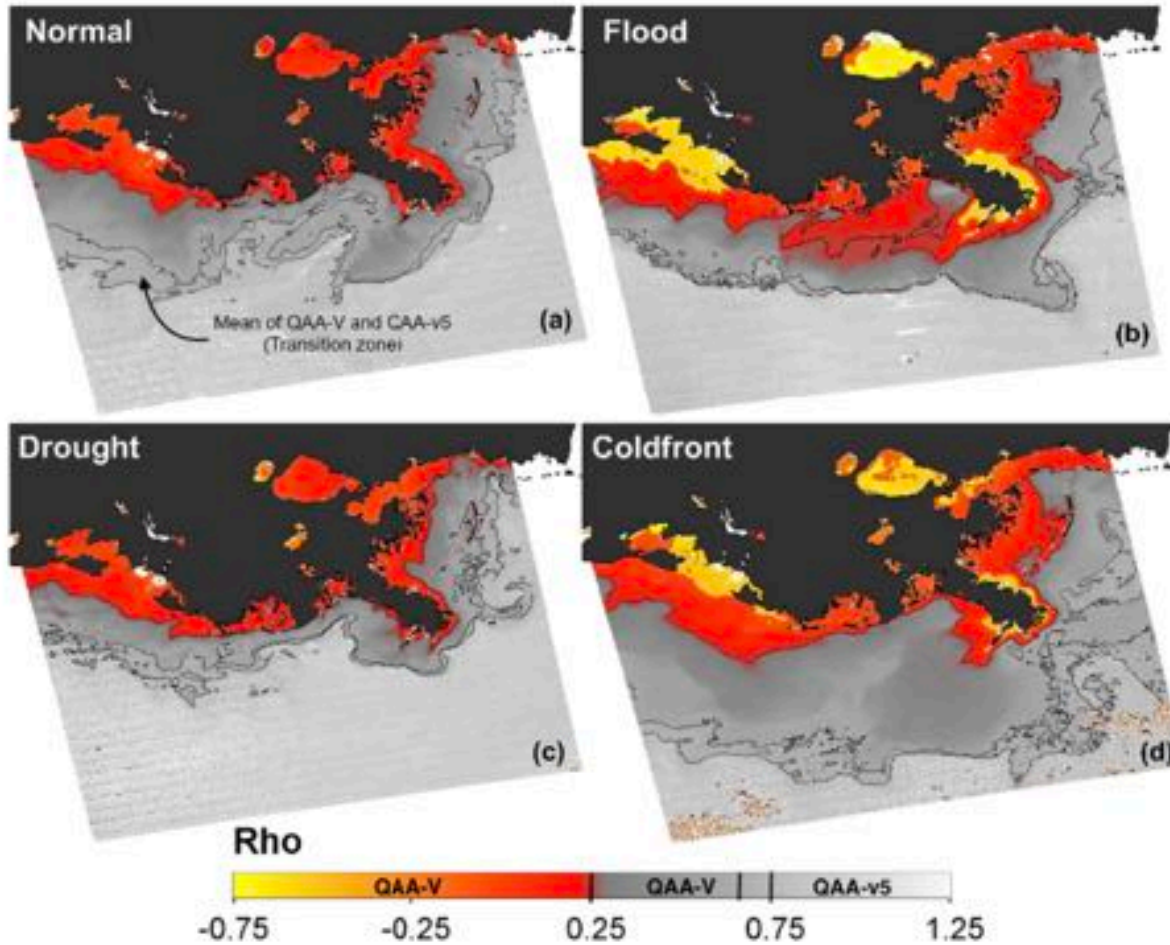 Normal
Flood
Mean of QAA-V and CAA-v5
(Transition zone)
(a)
(b)
Drought
Coldfront
(c)
(d)
Rho
QAA-V QAA-V QAA-v5
-0.75 -0.25 0.25 0.75 1.25